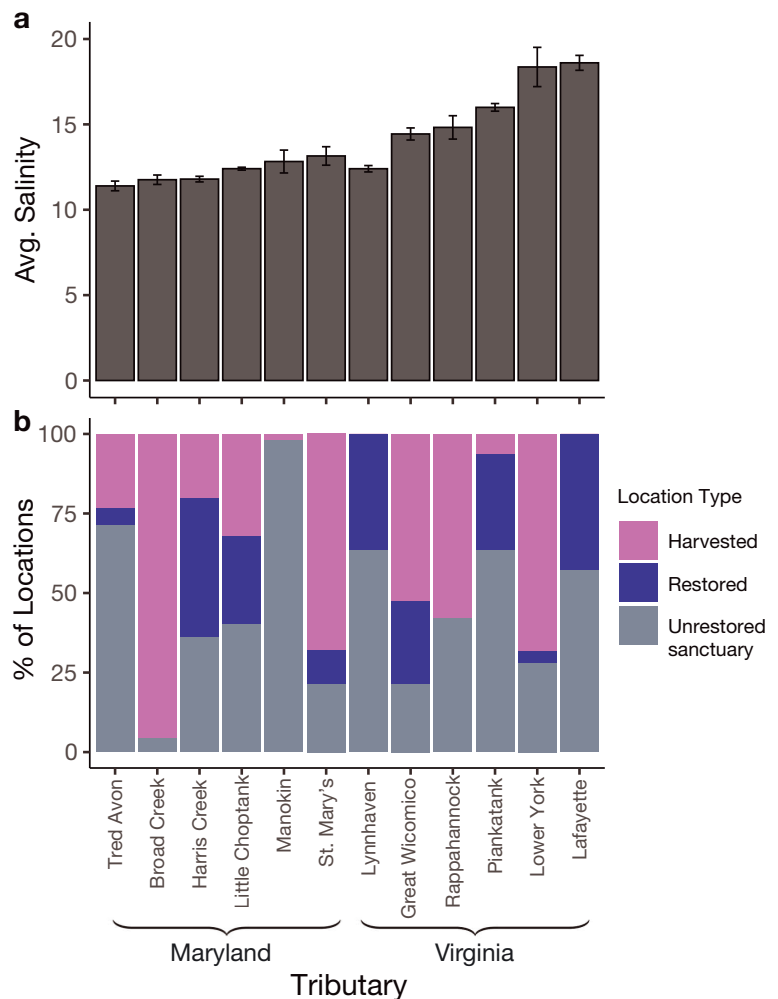 a
20
15
10
5
0
Avg. Salinity
b
100
75
50
25
0
% of Locations
Location Type
Harvested
Restored
Unrestored
sanctuary
Tred Avon
Broad Creek
Harris Creek
Little Choptank
Manokin
St. Mary's
Lynnhaven
Great Wicomico
Rappahannock
Piankatank
Lower York
Lafayette
Maryland
Virginia
Tributary